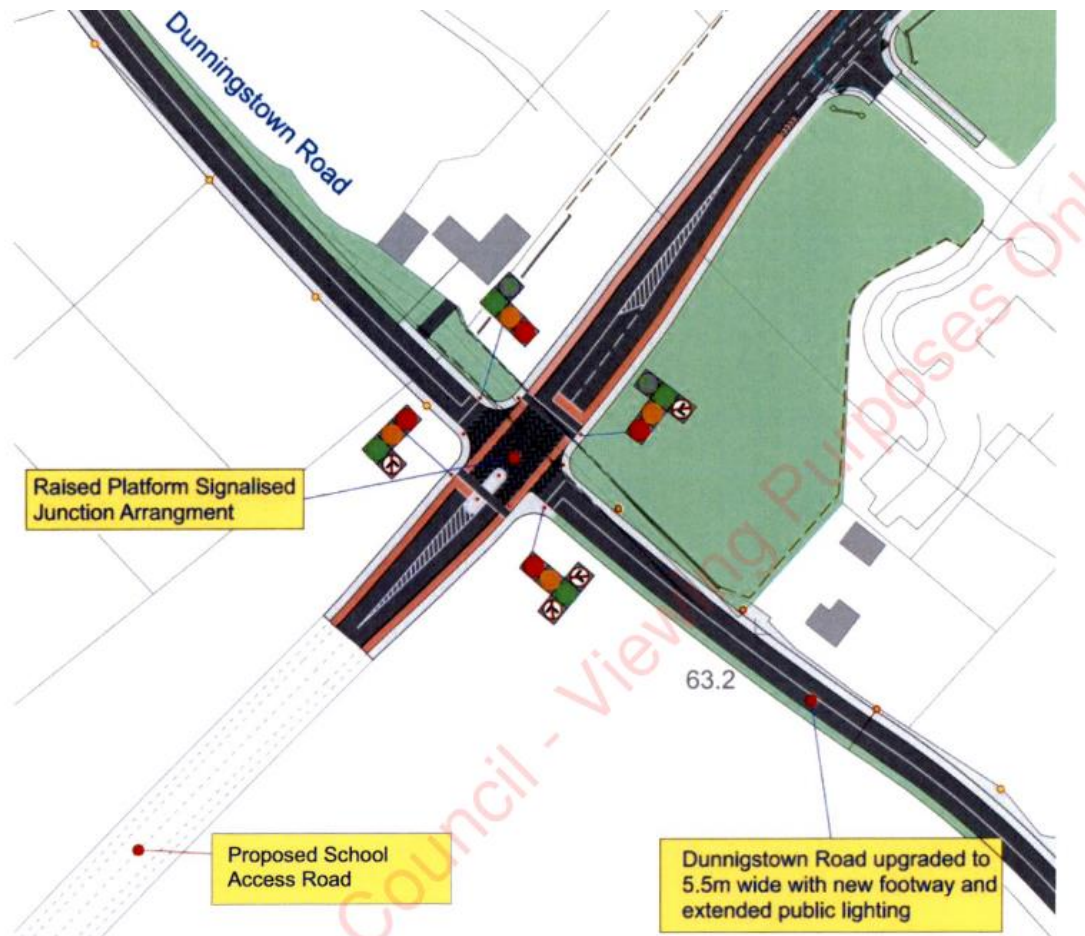 Dunningstown Road
Raised Platform Signalised
Junction Arrangment
63.2
Proposed School
Access Road
Dunnigstown Road upgraded to
5.5m wide with new footway and
extended public lighting
Council - Viewing Purposes Onl